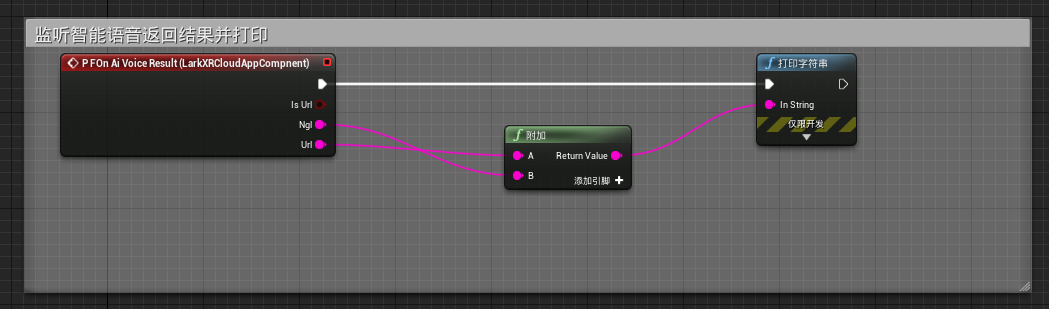 监听智能语音返回结果并打印
P FOn Ai Voice Result (LarkXRCloudAppCompnent)
Is Url
Ngl
Url
f 附加
A Return Value
B
添加引脚
f 打印字符串
In String
仅限开发